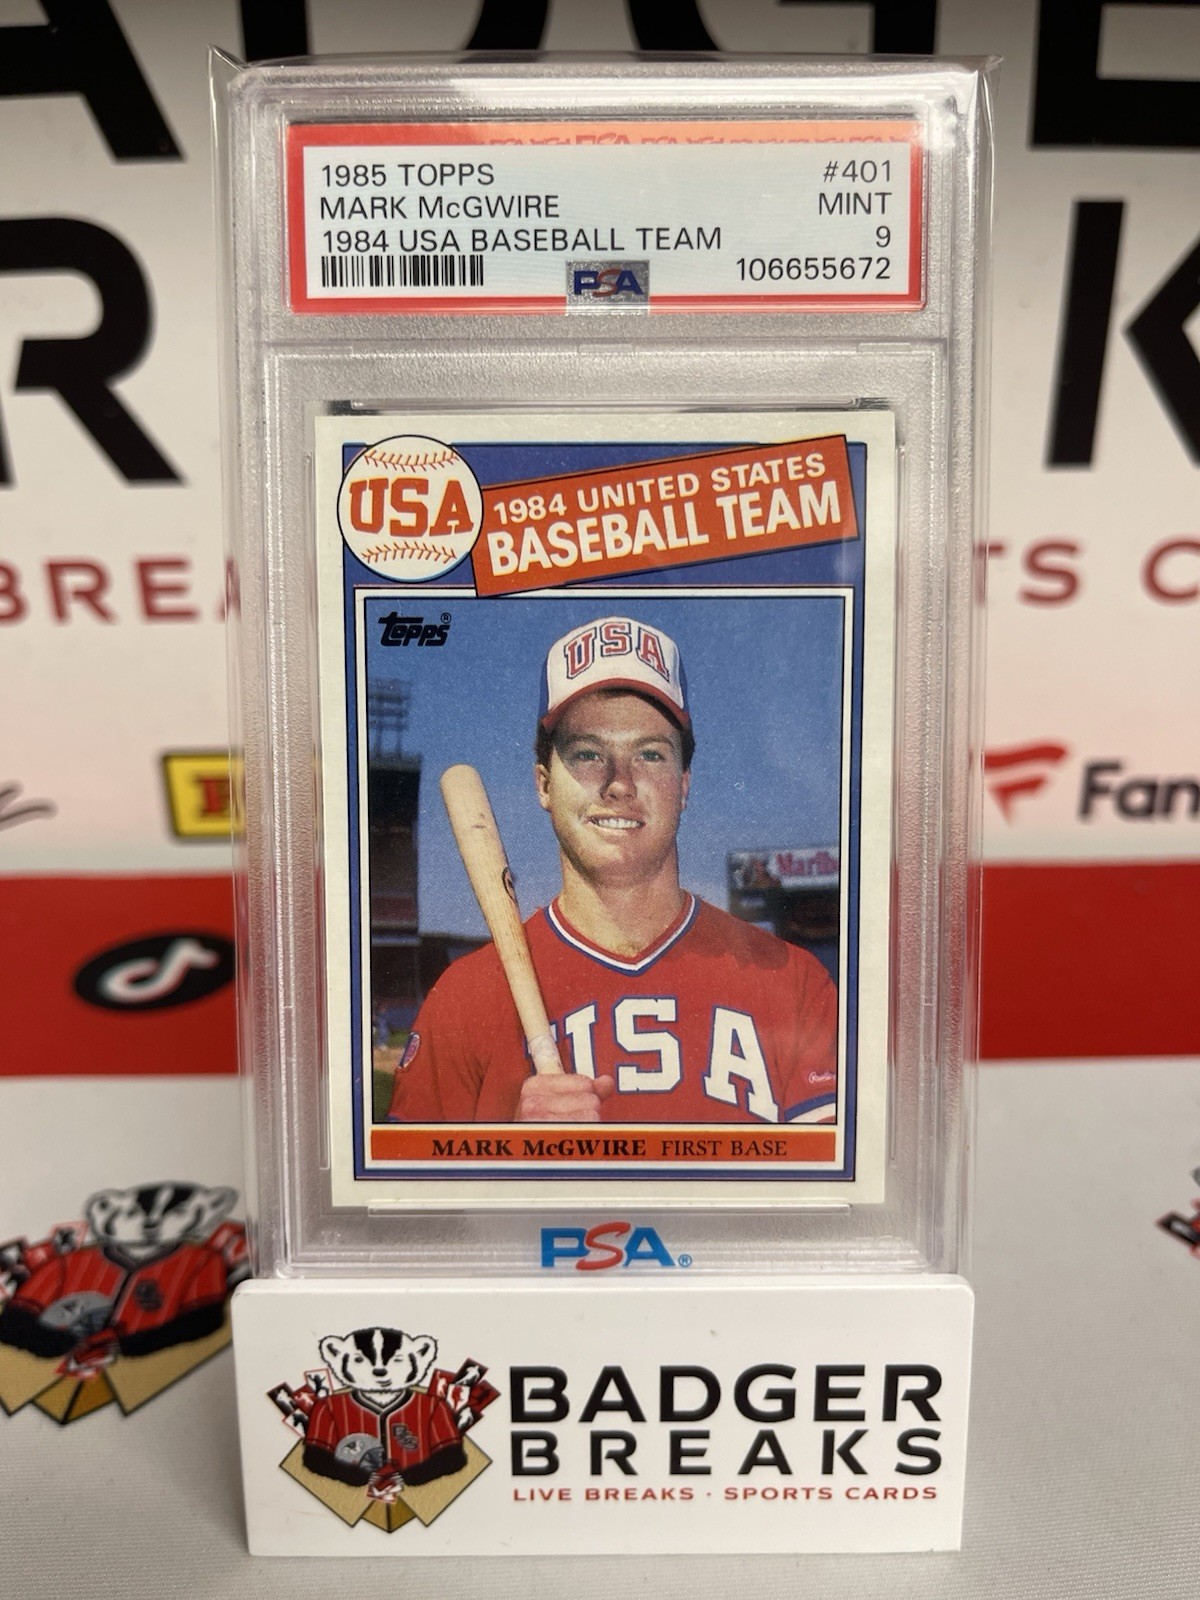 1985 TOPPS #401
MARK McGWIRE MINT
1984 USA BASEBALL TEAM 9
PSA 106655672
USA
1984 UNITED STATES
BASEBALL TEAM
topps®
USA
USA
MARK McGWIRE FIRST BASE
PSA®
BADGER
BREAKS
LIVE BREAKS · SPORTS CARDS